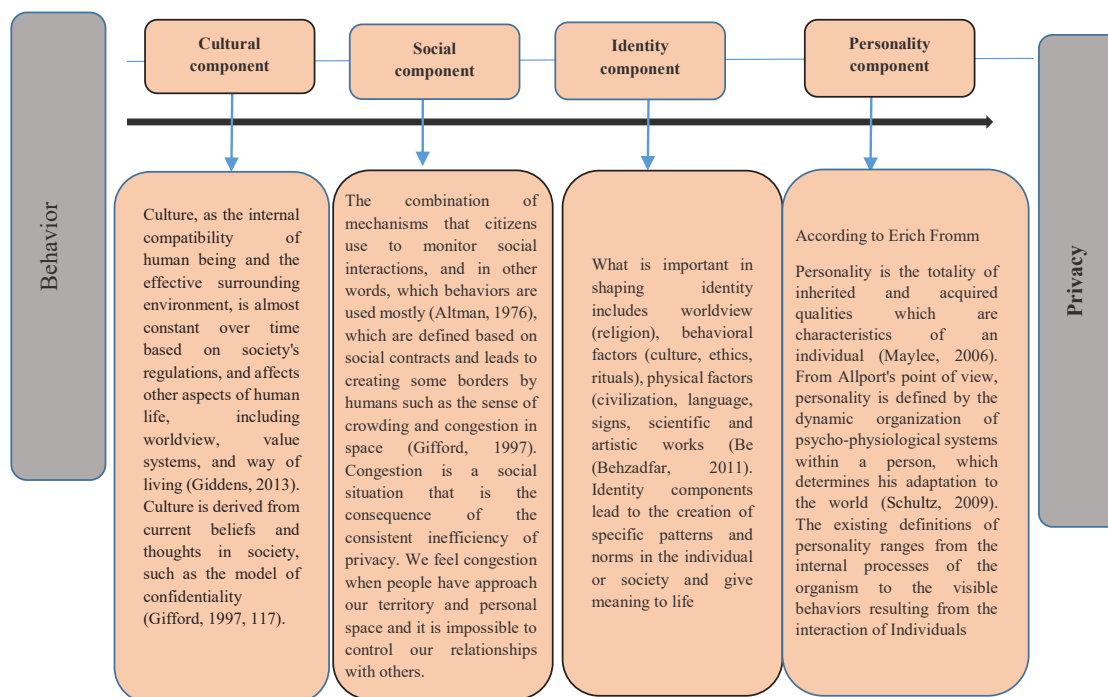 Behavior
Cultural
component
Social
component
Identity
component
Personality
component
Culture, as the internal
compatibility of
human being and the
effective surrounding
environment, is almost
constant over time
based on society's
regulations, and affects
other aspects of human
life, including
worldview, value
systems, and way of
living (Giddens, 2013).
Culture is derived from
current beliefs and
thoughts in society,
such as the model of
confidentiality
(Gifford, 1997, 117).
The combination of
mechanisms that citizens
use to monitor social
interactions, and in other
words, which behaviors are
used mostly (Altman, 1976),
which are defined based on
social contracts and leads to
creating some borders by
humans such as the sense of
crowding and congestion in
space (Gifford, 1997).
Congestion is a social
situation that is the
consequence of the
consistent inefficiency of
privacy. We feel congestion
when people have approach
our territory and personal
space and it is impossible to
control our relationships
with others.
What is important in
shaping identity
includes worldview
(religion), behavioral
factors (culture, ethics,
rituals), physical factors
(civilization, language,
signs, scientific and
artistic works (Be
(Behzadfar, 2011).
Identity components
lead to the creation of
specific patterns and
norms in the individual
or society and give
meaning to life
According to Erich Fromm
Personality is the totality of
inherited and acquired
qualities which are
characteristics of an
individual (Maylee, 2006).
From Allport's point of view,
personality is defined by the
dynamic organization of
psycho-physiological systems
within a person, which
determines his adaptation to
the world (Schultz, 2009).
The existing definitions of
personality ranges from the
internal processes of the
organism to the visible
behaviors resulting from the
interaction of Individuals
Privacy